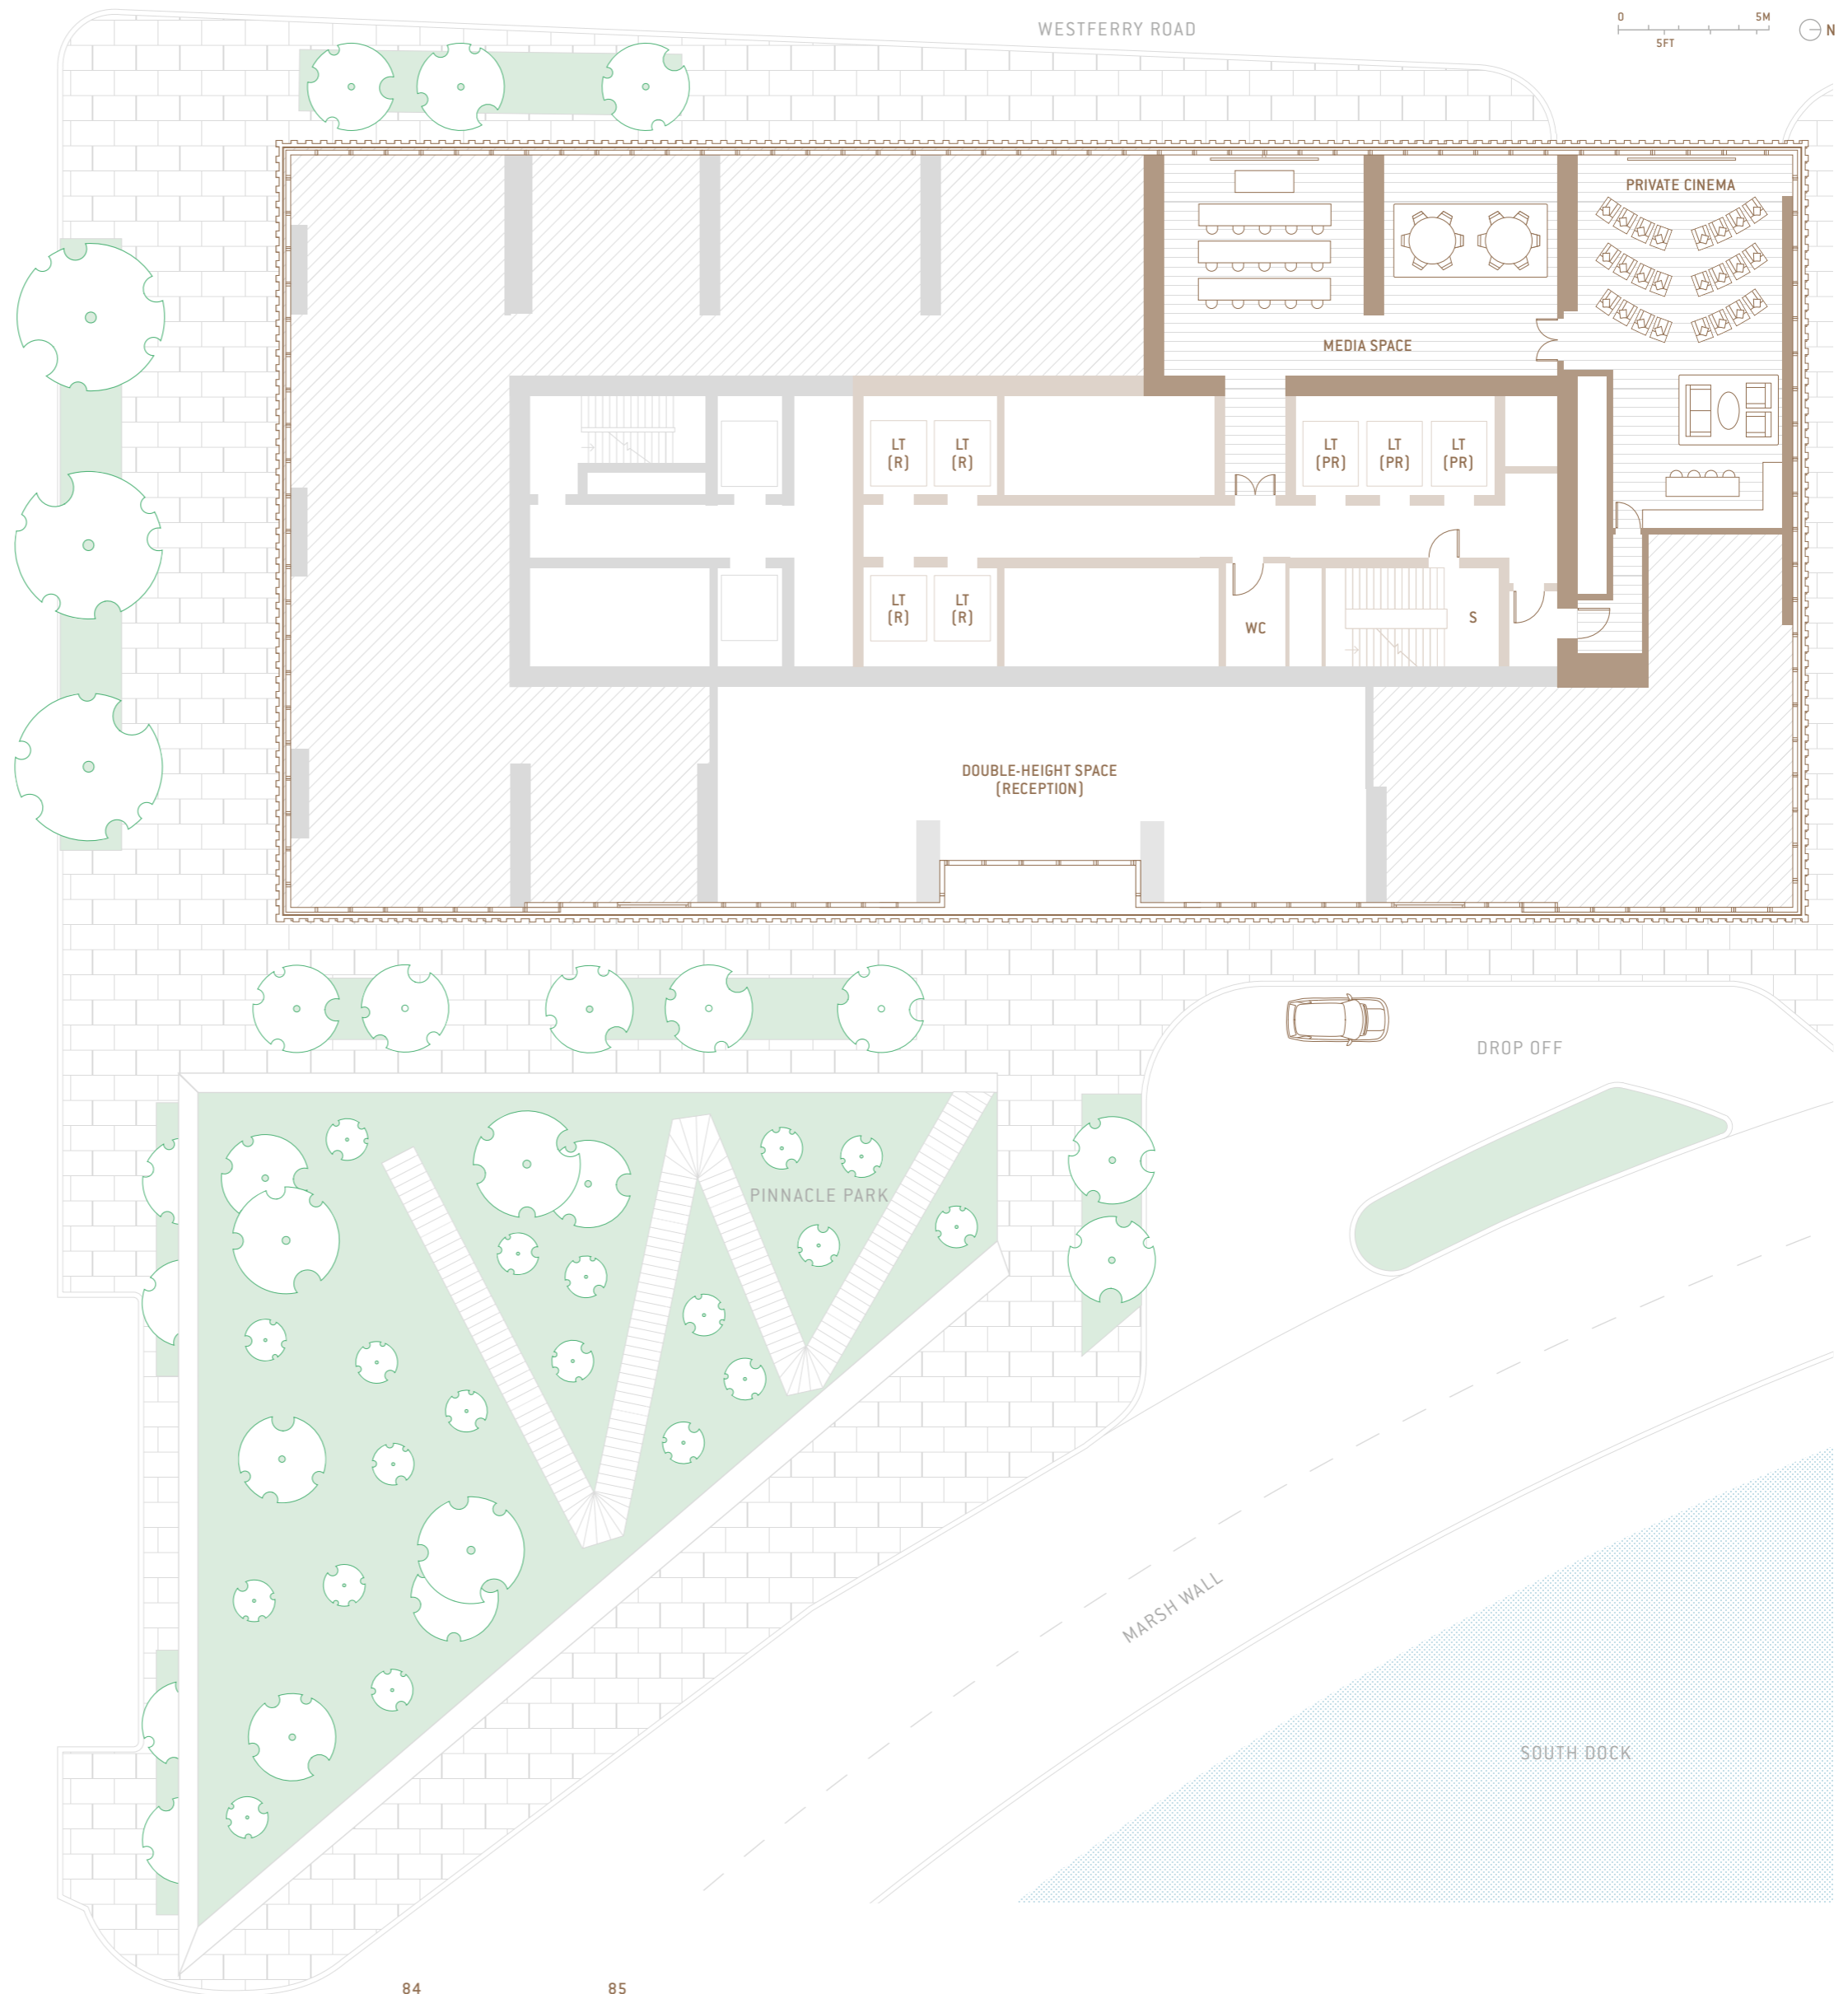 WESTFERRY ROAD
0 5M
5FT
N
PRIVATE CINEMA
MEDIA SPACE
LT
(R)
LT
(R)
LT
(PR)
LT
(PR)
LT
(PR)
LT
(R)
LT
(R)
WC
S
DOUBLE-HEIGHT SPACE
(RECEPTION)
DROP OFF
PINNACLE PARK
MARSH WALL
SOUTH DOCK
84
85